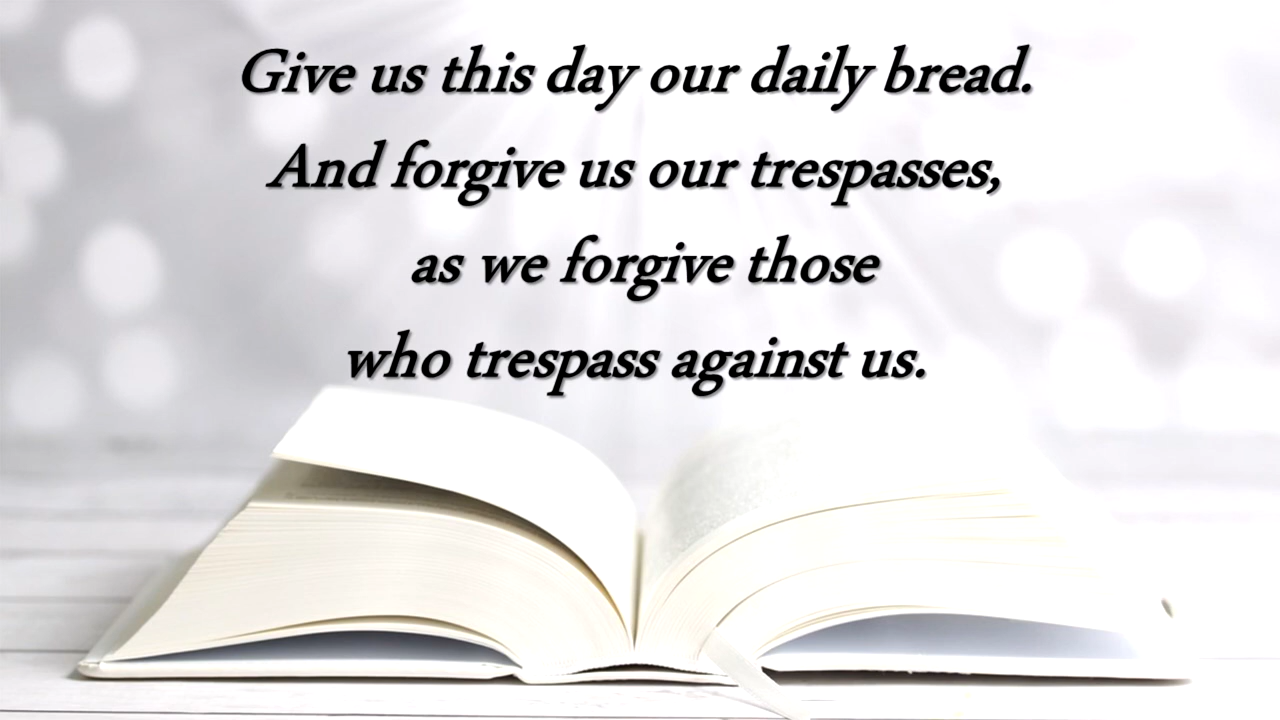 Give us this day our daily bread.
And forgive us our trespasses,
as we forgive those
who trespass against us.